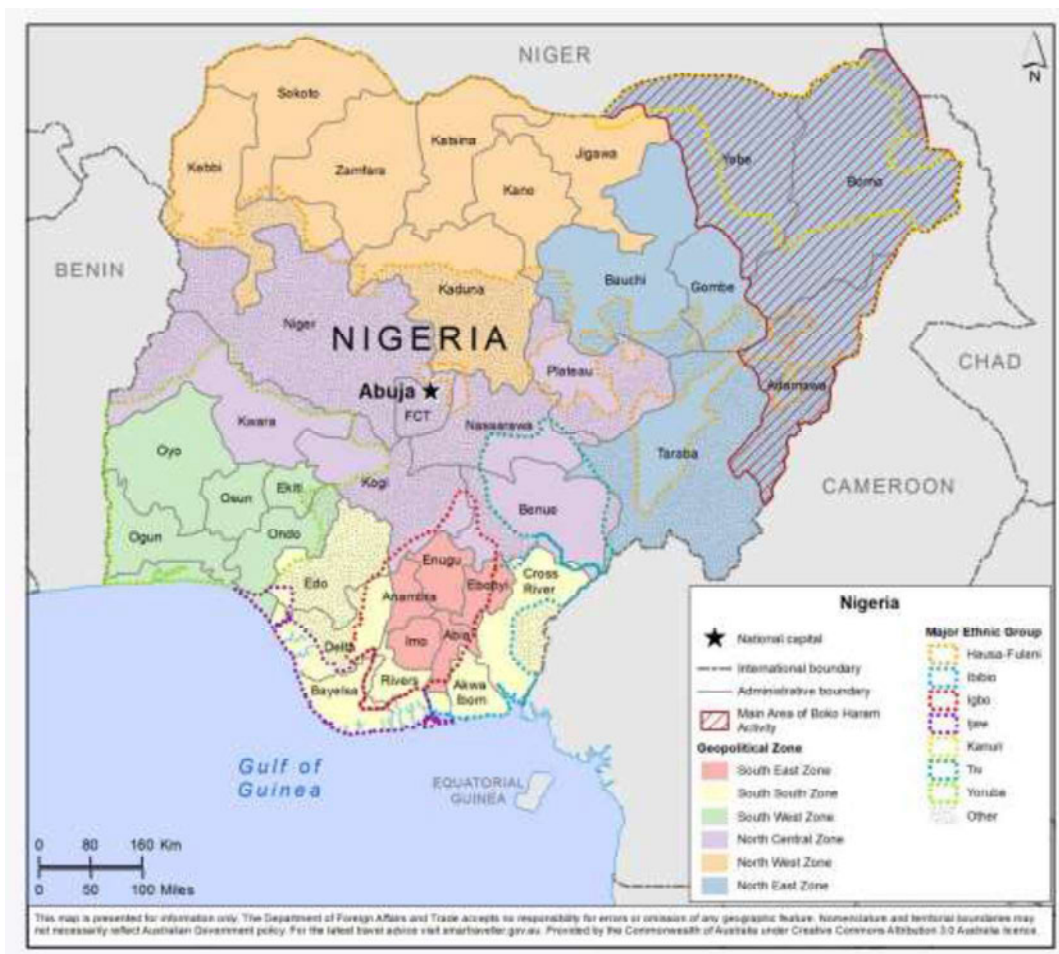 NIGER
N
Sokoto
Katsina
Kebbi
Zamfara
Jigawa
Yobe
Borno
Kano
BENIN
Bauchi
Gombe
Kaduna
Niger
NIGERIA
CHAD
Plateau
Adamawa
Abuja
FCT
Kwara
Nassarawa
Oyo
Taraba
Kogi
CAMEROON
Osun
Ekiti
Benue
Ogun
Ondo
Enugu
Edo
Ebonyi
Cross
River
Anambra
Imo
Abia
Delta
Rivers
Bayelsa
Akwa
Ibom
Gulf of
Guinea
EQUATORIAL
GUINEA
Nigeria
National capital
International boundary
Administrative boundary
Main Area of Boko Haram
Activity
Geopolitical Zone
South East Zone
South South Zone
South West Zone
North Central Zone
North West Zone
North East Zone
Major Ethnic Group
Hausa-Fulani
Ibibio
Igbo
Ijaw
Kanuri
Tiv
Yoruba
Other
0 80 160 Km
0 50 100 Miles
This map is presented for information only. The Department of Foreign Affairs and Trade accepts no responsibility for errors or omission of any geographic feature. Nomenclature and territorial boundaries may
not necessarily reflect Australian Government policy. For the latest travel advice visit smartraveller.gov.au. Provided by the Commonwealth of Australia under Creative Commons Attribution 3.0 Australia licence.